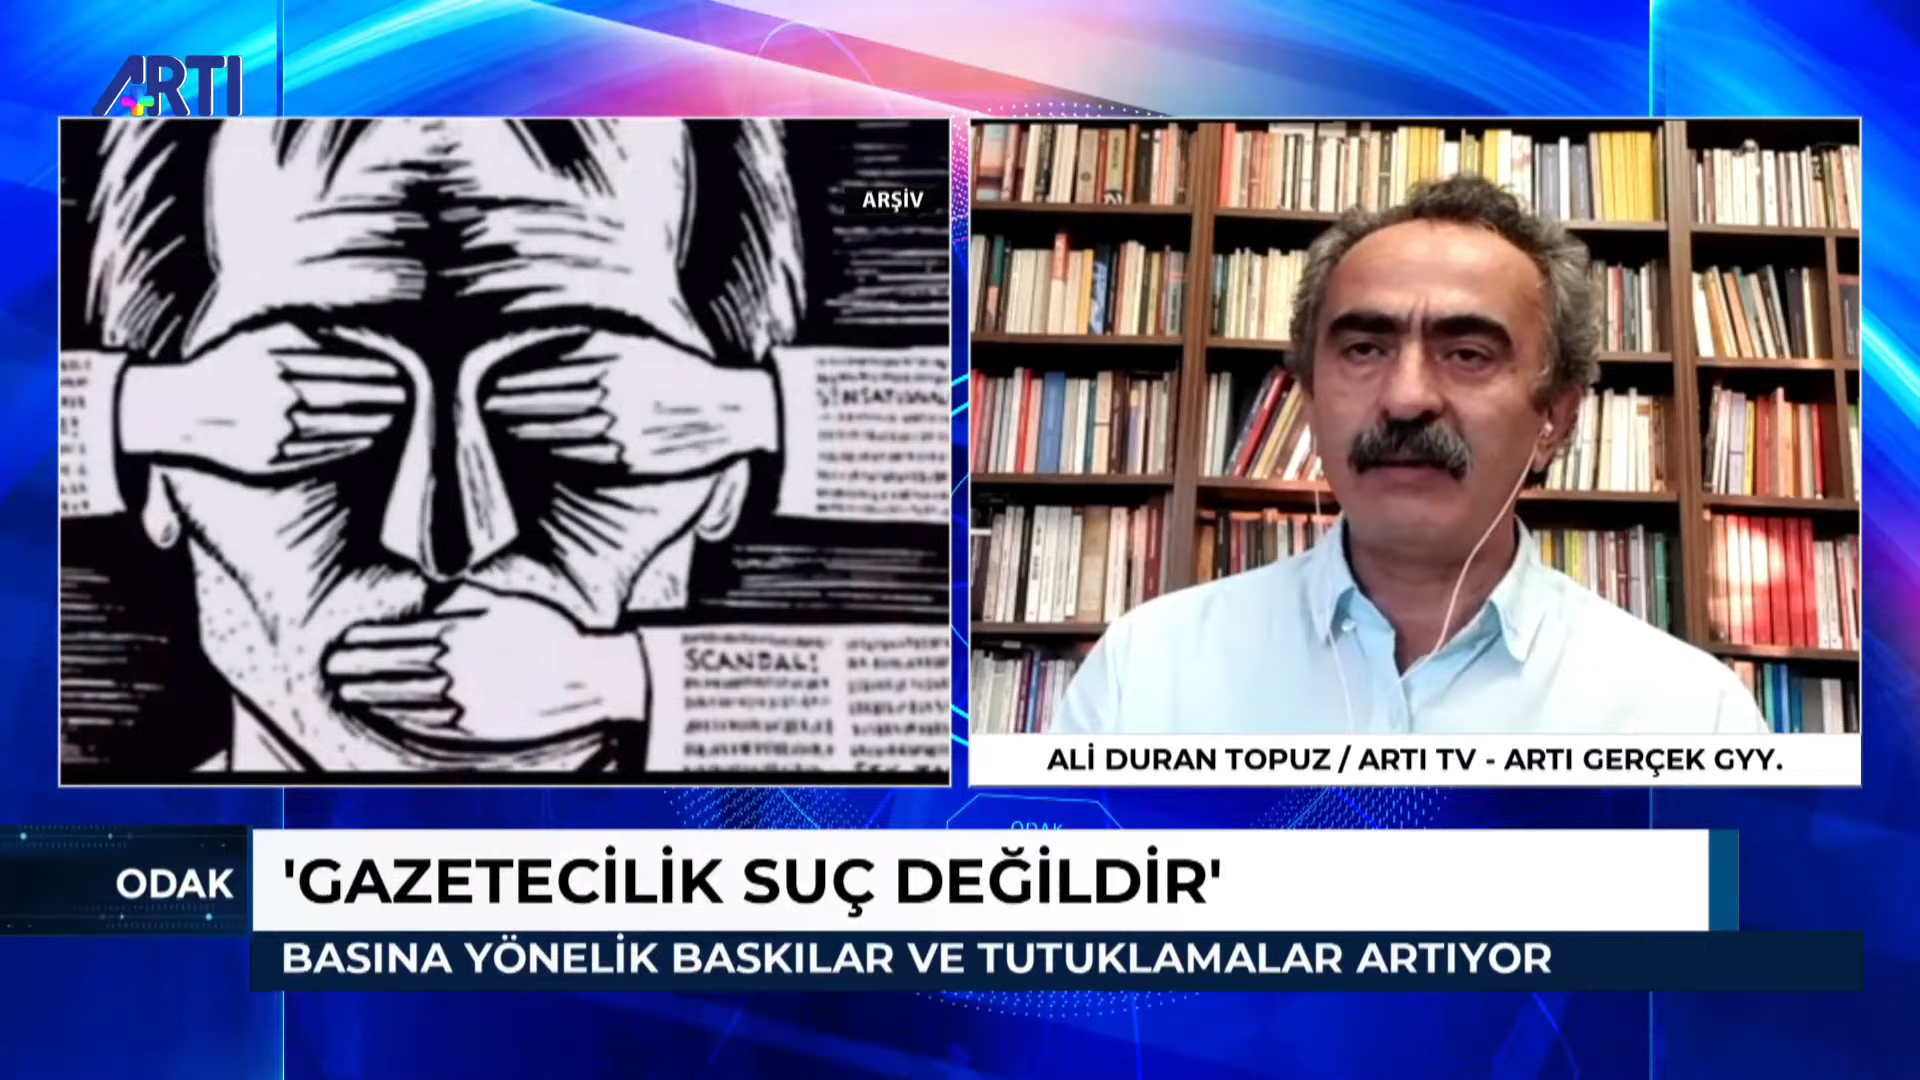 ARTI
ARŞİV
SCANDAL!
ALİ DURAN TOPUZ / ARTI TV - ARTI GERÇEK GYY.
ODAK
ODAK
'GAZETECİLİK SUÇ DEĞİLDİR'
BASINA YÖNELİK BASKILAR VE TUTUKLAMALAR ARTIYOR